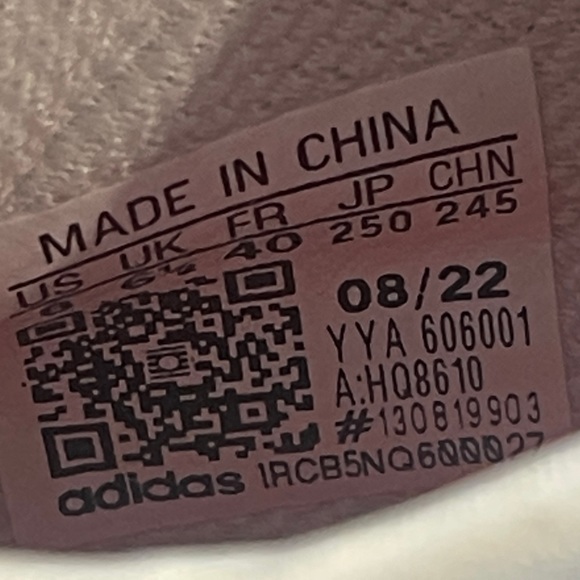 MADE IN CHINA
US UK FR JP CHN
6½ 40 250 245
08/22
YYA 606001
A:HQ8610
#130819903
adidas 1RCB5NQ600027